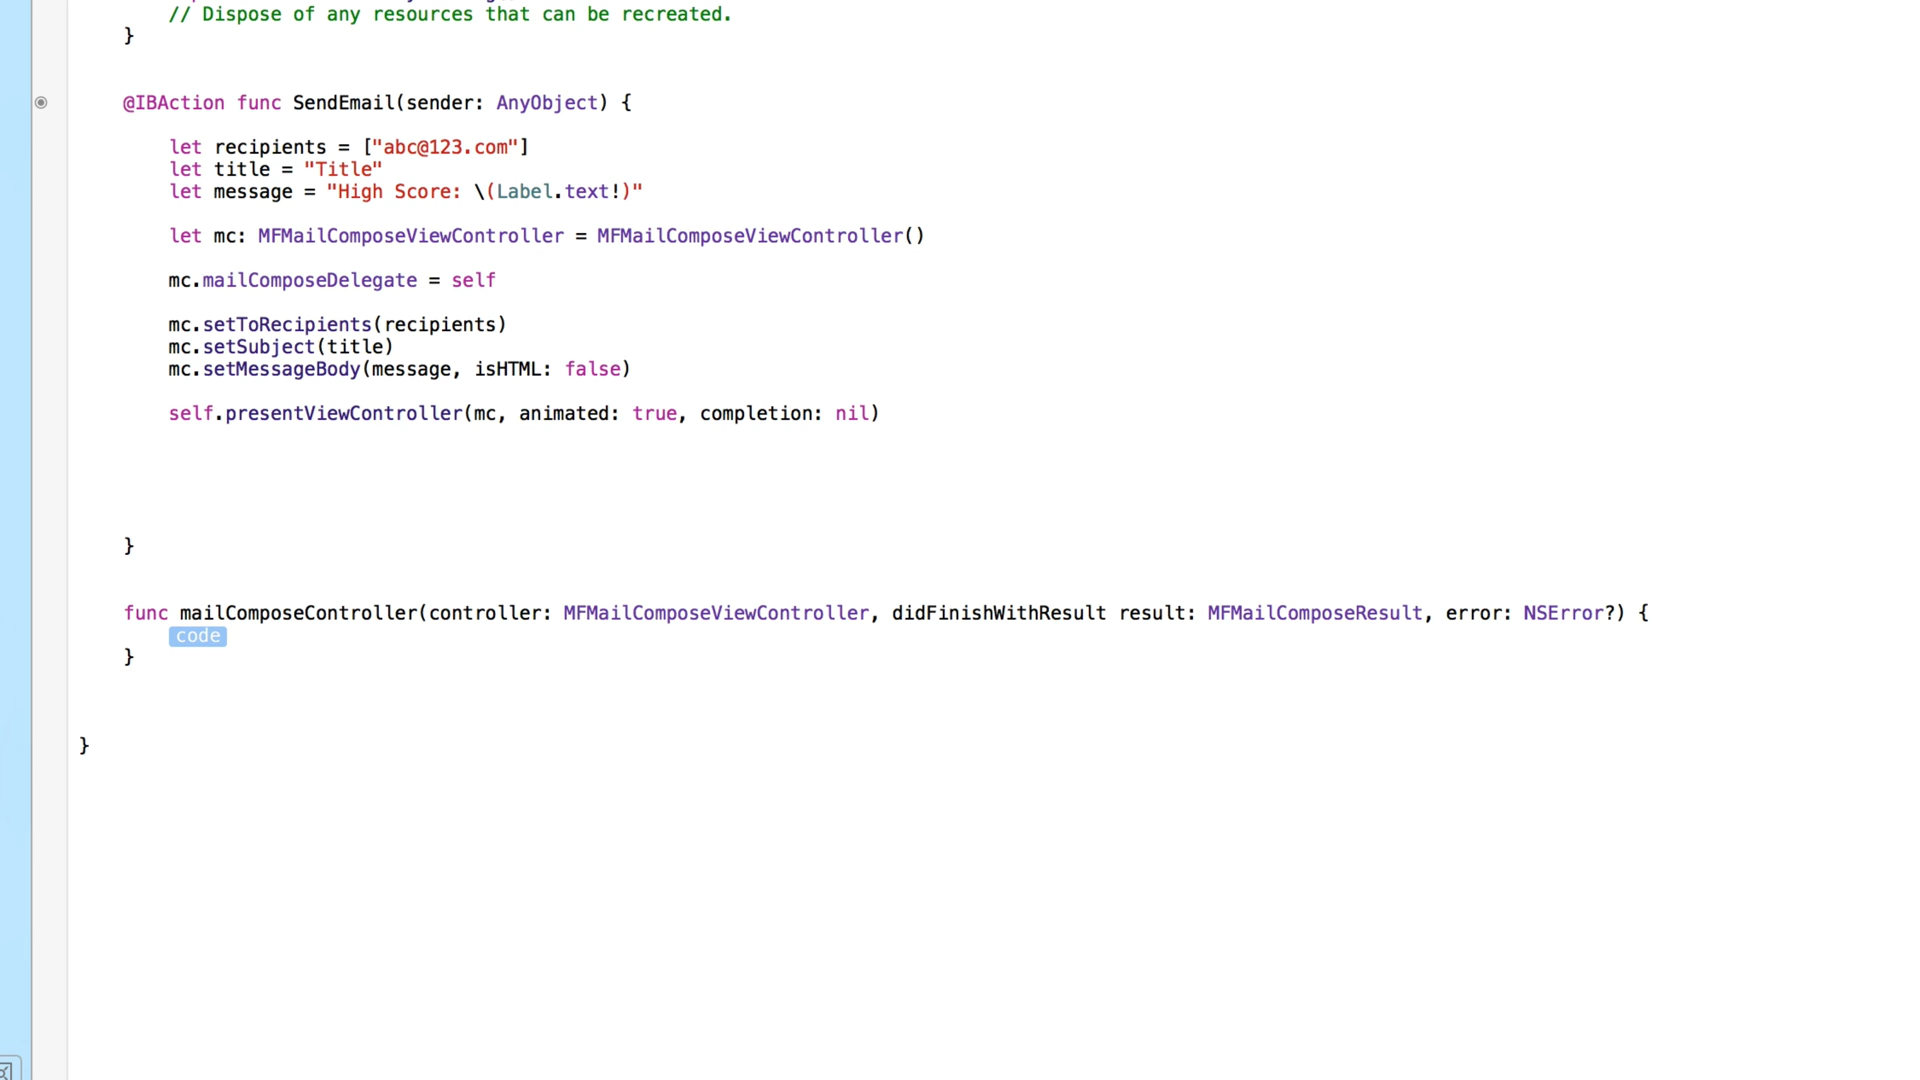 // Dispose of any resources that can be recreated.
}
@IBAction func SendEmail(sender: AnyObject) {
let recipients = ["abc@123.com"]
let title = "Title"
let message = "High Score: \(Label.text!)"
let mc: MFMailComposeViewController = MFMailComposeViewController()
mc.mailComposeDelegate = self
mc.setToRecipients(recipients)
mc.setSubject(title)
mc.setMessageBody(message, isHTML: false)
self.presentViewController(mc, animated: true, completion: nil)
}
func mailComposeController(controller: MFMailComposeViewController, didFinishWithResult result: MFMailComposeResult, error: NSError?) {
code
}
}